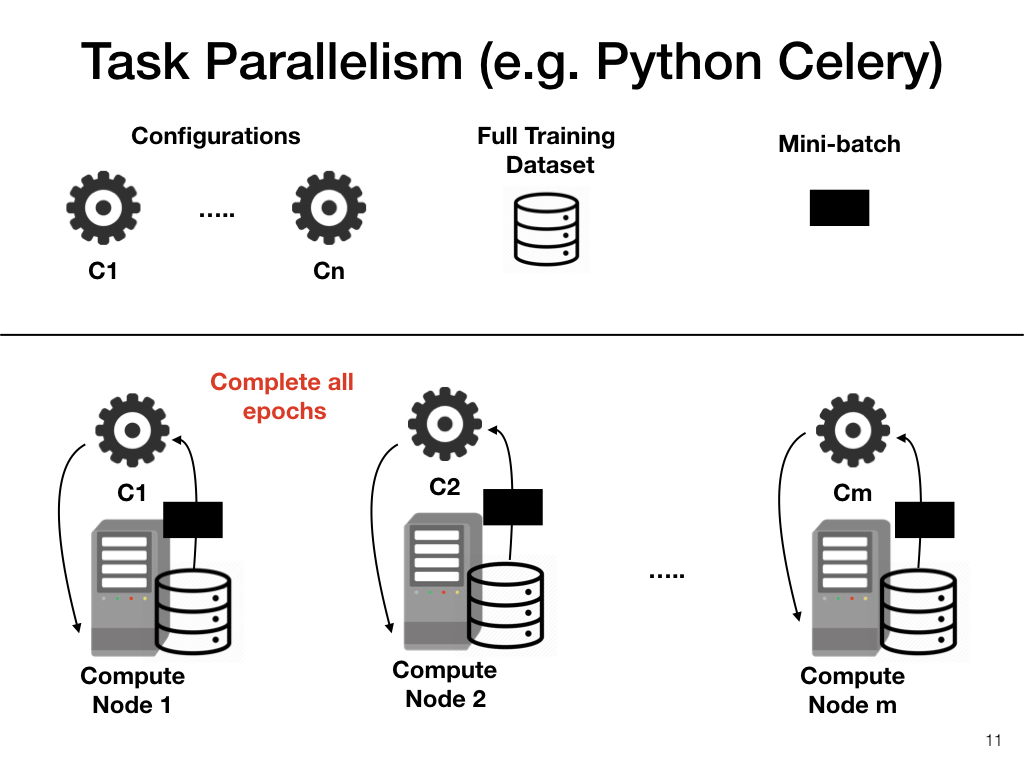 Task Parallelism (e.g. Python Celery)
Configurations
Full Training
Dataset
Mini-batch
.....
C1
Cn
Complete all
epochs
C1
C2
Cm
.....
Compute
Node 1
Compute
Node 2
Compute
Node m
11